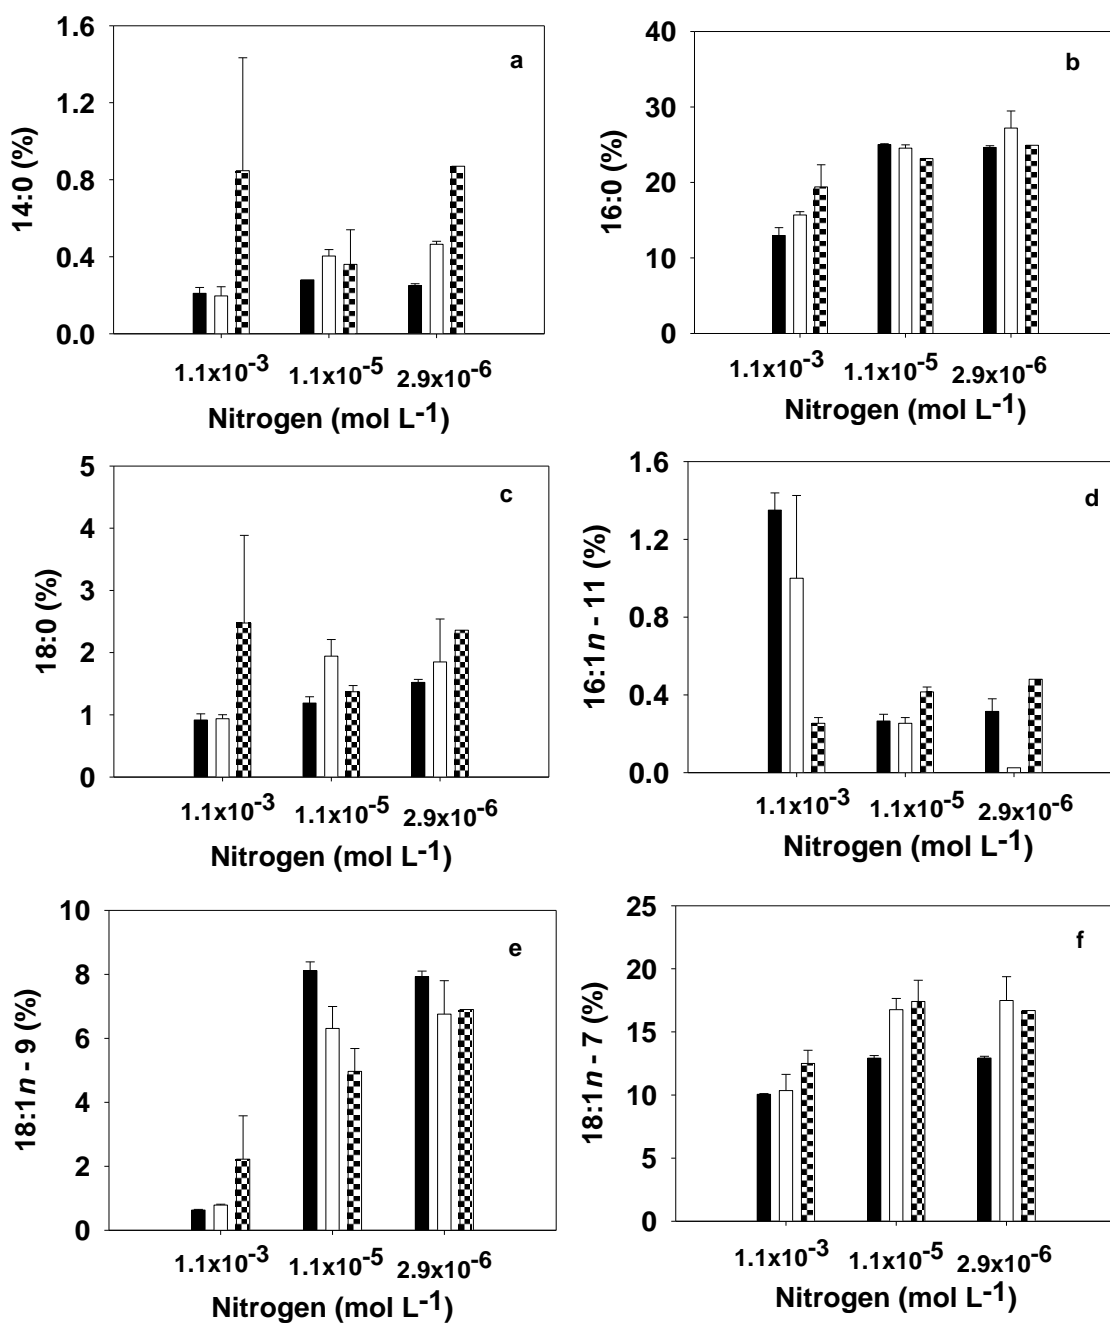 a
14:0 (%)
1.6
1.2
0.8
0.4
0.0
1.1x10-3 1.1x10-5 2.9x10-6
Nitrogen (mol L-1)
b
16:0 (%)
40
30
20
10
0
1.1x10-3 1.1x10-5 2.9x10-6
Nitrogen (mol L-1)
c
18:0 (%)
5
4
3
2
1
0
1.1x10-3 1.1x10-5 2.9x10-6
Nitrogen (mol L-1)
d
16:1n - 11 (%)
1.6
1.2
0.8
0.4
0.0
1.1x10-3 1.1x10-5 2.9x10-6
Nitrogen (mol L-1)
e
18:1n - 9 (%)
10
8
6
4
2
0
1.1x10-3 1.1x10-5 2.9x10-6
Nitrogen (mol L-1)
f
18:1n - 7 (%)
25
20
15
10
5
0
1.1x10-3 1.1x10-5 2.9x10-6
Nitrogen (mol L-1)